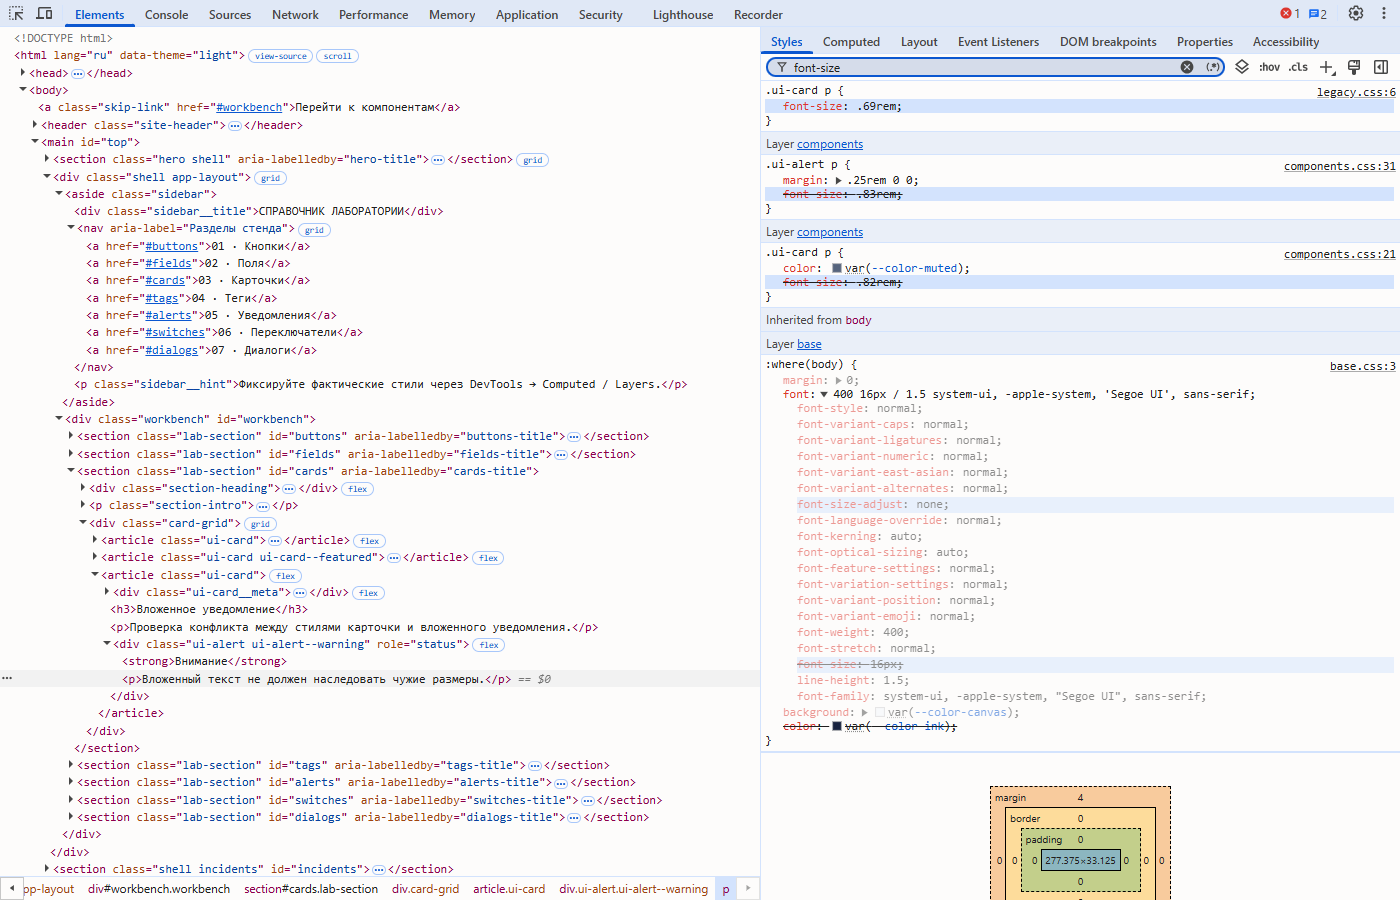 Elements Console Sources Network Performance Memory Application Security Lighthouse Recorder 1 2
<!DOCTYPE html>
<html lang="ru" data-theme="light"> view-source scroll
<head> ··· </head>
<body>
<a class="skip-link" href="#workbench">Перейти к компонентам</a>
<header class="site-header"> ··· </header>
<main id="top">
<section class="hero shell" aria-labelledby="hero-title"> ··· </section> grid
<div class="shell app-layout"> grid
<aside class="sidebar">
<div class="sidebar__title">СПРАВОЧНИК ЛАБОРАТОРИИ</div>
<nav aria-label="Разделы стенда"> grid
<a href="#buttons">01 · Кнопки</a>
<a href="#fields">02 · Поля</a>
<a href="#cards">03 · Карточки</a>
<a href="#tags">04 · Теги</a>
<a href="#alerts">05 · Уведомления</a>
<a href="#switches">06 · Переключатели</a>
<a href="#dialogs">07 · Диалоги</a>
</nav>
<p class="sidebar__hint">Фиксируйте фактические стили через DevTools → Computed / Layers.</p>
</aside>
<div class="workbench" id="workbench">
<section class="lab-section" id="buttons" aria-labelledby="buttons-title"> ··· </section>
<section class="lab-section" id="fields" aria-labelledby="fields-title"> ··· </section>
<section class="lab-section" id="cards" aria-labelledby="cards-title">
<div class="section-heading"> ··· </div> flex
<p class="section-intro"> ··· </p>
<div class="card-grid"> grid
<article class="ui-card"> ··· </article> flex
<article class="ui-card ui-card--featured"> ··· </article> flex
<article class="ui-card"> flex
<div class="ui-card__meta"> ··· </div> flex
<h3>Вложенное уведомление</h3>
<p>Проверка конфликта между стилями карточки и вложенного уведомления.</p>
<div class="ui-alert ui-alert--warning" role="status"> flex
<strong>Внимание</strong>
··· <p>Вложенный текст не должен наследовать чужие размеры.</p> == $0
</div>
</article>
</div>
</section>
<section class="lab-section" id="tags" aria-labelledby="tags-title"> ··· </section>
<section class="lab-section" id="alerts" aria-labelledby="alerts-title"> ··· </section>
<section class="lab-section" id="switches" aria-labelledby="switches-title"> ··· </section>
<section class="lab-section" id="dialogs" aria-labelledby="dialogs-title"> ··· </section>
</div>
</div>
<section class="shell incidents" id="incidents"> ··· </section>
pp-layout div#workbench.workbench section#cards.lab-section div.card-grid article.ui-card div.ui-alert.ui-alert--warning p
Styles Computed Layout Event Listeners DOM breakpoints Properties Accessibility
font-size (.*) :hov .cls
.ui-card p { legacy.css:6
font-size: .69rem;
}
Layer components
.ui-alert p { components.css:31
margin: .25rem 0 0;
font-size: .83rem;
}
Layer components
.ui-card p { components.css:21
color: var(--color-muted);
font-size: .82rem;
}
Inherited from body
Layer base
:where(body) { base.css:3
margin: 0;
font: 400 16px / 1.5 system-ui, -apple-system, 'Segoe UI', sans-serif;
font-style: normal;
font-variant-caps: normal;
font-variant-ligatures: normal;
font-variant-numeric: normal;
font-variant-east-asian: normal;
font-variant-alternates: normal;
font-size-adjust: none;
font-language-override: normal;
font-kerning: auto;
font-optical-sizing: auto;
font-feature-settings: normal;
font-variation-settings: normal;
font-variant-position: normal;
font-variant-emoji: normal;
font-weight: 400;
font-stretch: normal;
font-size: 16px;
line-height: 1.5;
font-family: system-ui, -apple-system, "Segoe UI", sans-serif;
background: var(--color-canvas);
color: var(--color-ink);
}
margin 4
border 0
padding 0
0 0 0 277.375×33.125 0 0 0
0